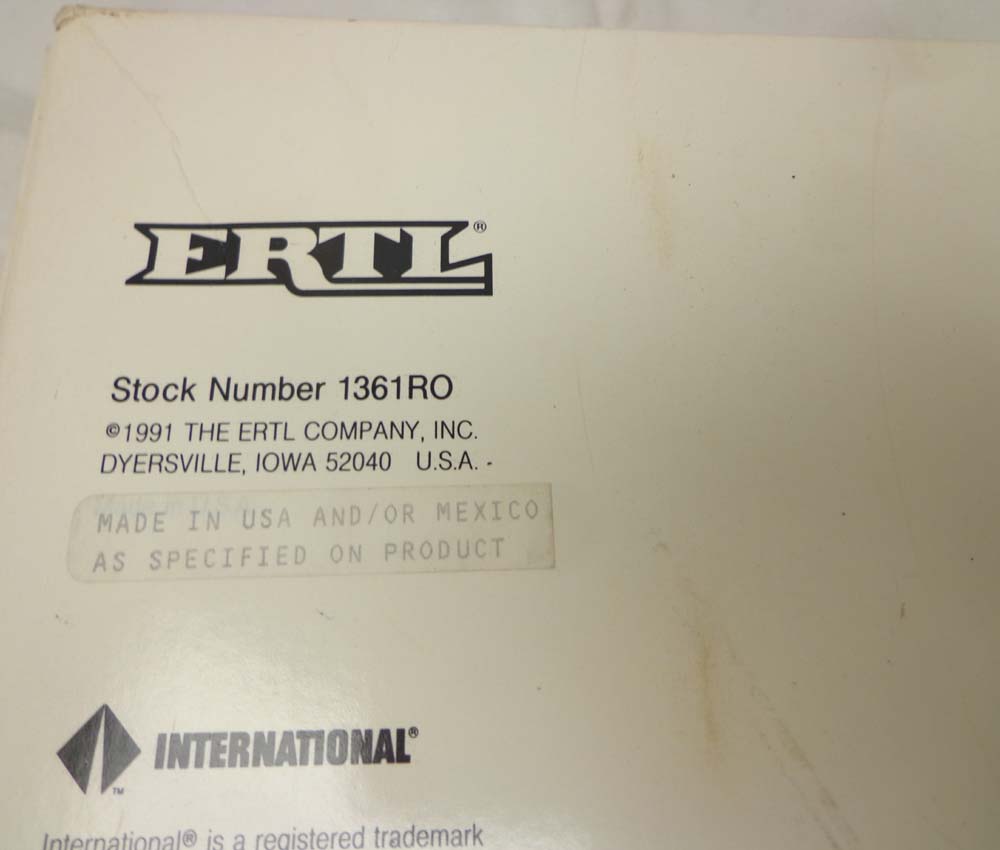 ERTL®
Stock Number 1361RO
©1991 THE ERTL COMPANY, INC.
DYERSVILLE, IOWA 52040 U.S.A. -
MADE IN USA AND/OR MEXICO
AS SPECIFIED ON PRODUCT
INTERNATIONAL®
TM
International® is a registered trademark